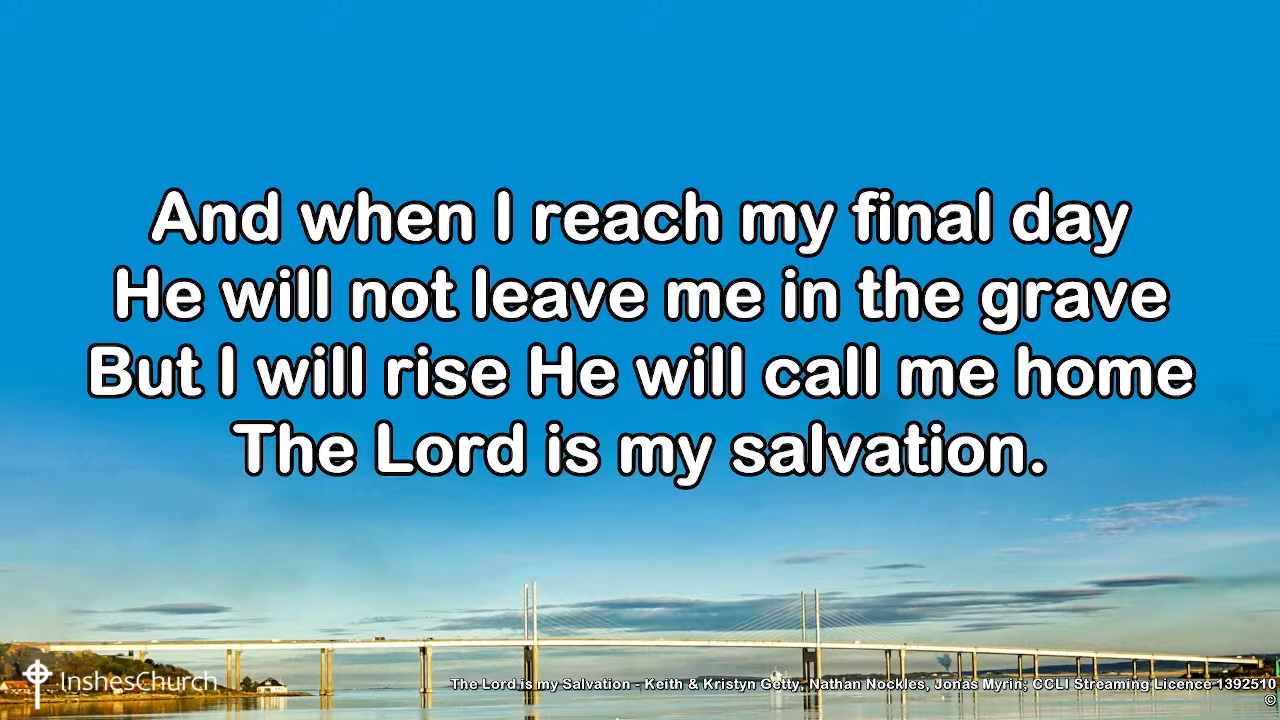 And when I reach my final day
He will not leave me in the grave
But I will rise He will call me home
The Lord is my salvation.
InshesChurch
The Lord is my Salvation - Keith & Kristyn Getty, Nathan Nockles, Jonas Myrin; CCLI Streaming Licence 1392510
©